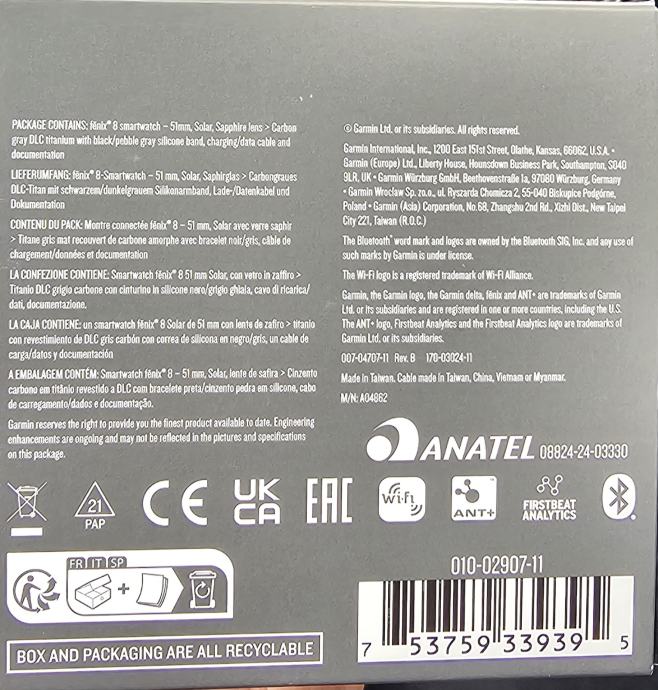 PACKAGE CONTAINS: fēnix® 8 smartwatch – 51mm, Solar, Sapphire lens > Carbon
gray DLC titanium with black/pebble gray silicone band, charging/data cable and
documentation
LIEFERUMFANG: fēnix® 8-Smartwatch – 51 mm, Solar, Saphirglas > Carbongraues
DLC-Titan mit schwarzem/dunkelgrauem Silikonarmband, Lade-/Datenkabel und
Dokumentation
CONTENU DU PACK: Montre connectée fēnix® 8 – 51 mm, Solar avec verre saphir
> Titane gris mat recouvert de carbone amorphe avec bracelet noir/gris, câble de
chargement/données et documentation
LA CONFEZIONE CONTIENE: Smartwatch fēnix® 8 51 mm Solar, con vetro in zaffiro >
Titanio DLC grigio carbone con cinturino in silicone nero/grigio ghiaia, cavo di ricarica/
dati, documentazione.
LA CAJA CONTIENE: un smartwatch fēnix® 8 Solar de 51 mm con lente de zafiro > titanio
con revestimiento de DLC gris carbón con correa de silicona en negro/gris, un cable de
carga/datos y documentación
A EMBALAGEM CONTÉM: Smartwatch fēnix® 8 – 51 mm, Solar, lente de safira > Cinzento
carbono em titânio revestido a DLC com bracelete preta/cinzento pedra em silicone, cabo
de carregamento/dados e documentação.
Garmin reserves the right to provide you the finest product available to date. Engineering
enhancements are ongoing and may not be reflected in the pictures and specifications
on this package.
© Garmin Ltd. or its subsidiaries. All rights reserved.
Garmin International, Inc., 1200 East 151st Street, Olathe, Kansas, 66062, U.S.A. •
Garmin (Europe) Ltd., Liberty House, Hounsdown Business Park, Southampton, SO40
9LR, UK • Garmin Würzburg GmbH, Beethovenstraße 1a, 97080 Würzburg, Germany
• Garmin Wroclaw Sp. zo.o., ul. Ryszarda Chomicza 2, 55-040 Biskupice Podgórne,
Poland • Garmin (Asia) Corporation, No.68, Zhangshu 2nd Rd., Xizhi Dist., New Taipei
City 221, Taiwan (R.O.C.)
The Bluetooth® word mark and logos are owned by the Bluetooth SIG, Inc. and any use of
such marks by Garmin is under license.
The Wi-Fi logo is a registered trademark of Wi-Fi Alliance.
Garmin, the Garmin logo, the Garmin delta, fēnix and ANT+ are trademarks of Garmin
Ltd. or its subsidiaries and are registered in one or more countries, including the U.S.
The ANT+ logo, Firstbeat Analytics and the Firstbeat Analytics logo are trademarks of
Garmin Ltd. or its subsidiaries.
007-04707-11 Rev. B 170-03024-11
Made in Taiwan. Cable made in Taiwan, China, Vietnam or Myanmar.
M/N: A04862
ANATEL 08824-24-03330
21
PAP
CE
UK
CA
EAC
Wi-Fi
ANT+
FIRSTBEAT
ANALYTICS
FR IT SP
+
BOX AND PACKAGING ARE ALL RECYCLABLE
010-02907-11
7 53759 33939 5